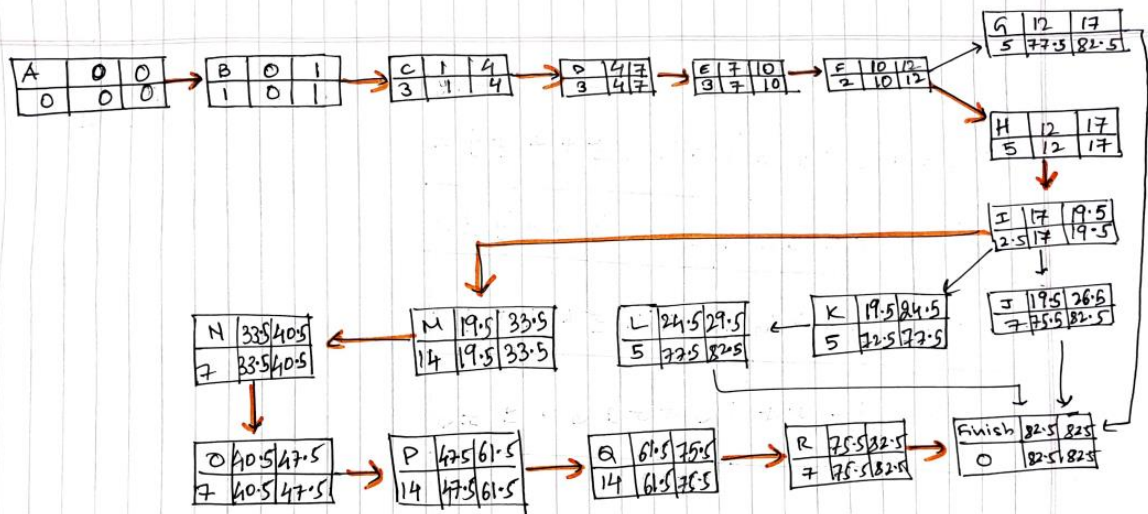 G 12 17
5 77.5 82.5
A 0 0
0 0 0
B 0 1
1 0 1
C 1 4
3 1 4
D 4 7
3 4 7
E 7 10
3 7 10
F 10 12
2 10 12
H 12 17
5 12 17
I 17 19.5
2.5 17 19.5
J 19.5 26.5
7 75.5 82.5
K 19.5 24.5
5 72.5 77.5
L 24.5 29.5
5 77.5 82.5
M 19.5 33.5
14 19.5 33.5
N 33.5 40.5
7 33.5 40.5
O 40.5 47.5
7 40.5 47.5
P 47.5 61.5
14 47.5 61.5
Q 61.5 75.5
14 61.5 75.5
R 75.5 82.5
7 75.5 82.5
Finish 82.5 82.5
0 82.5 82.5